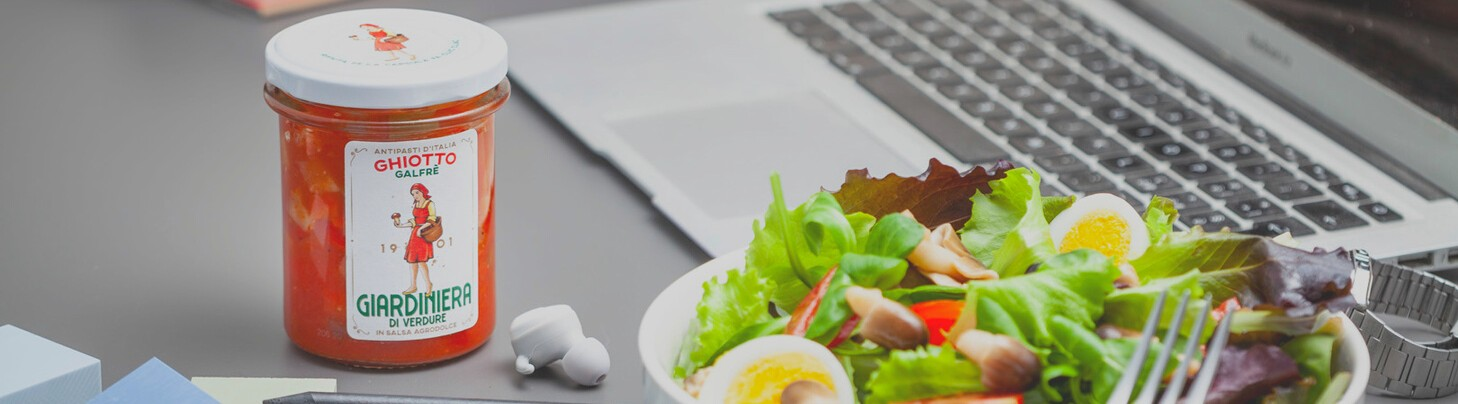 ANTIPASTI D'ITALIA
GHIOTTO
GALFRÈ
19 01
GIARDINIERA
DI VERDURE
IN SALSA AGRODOLCE